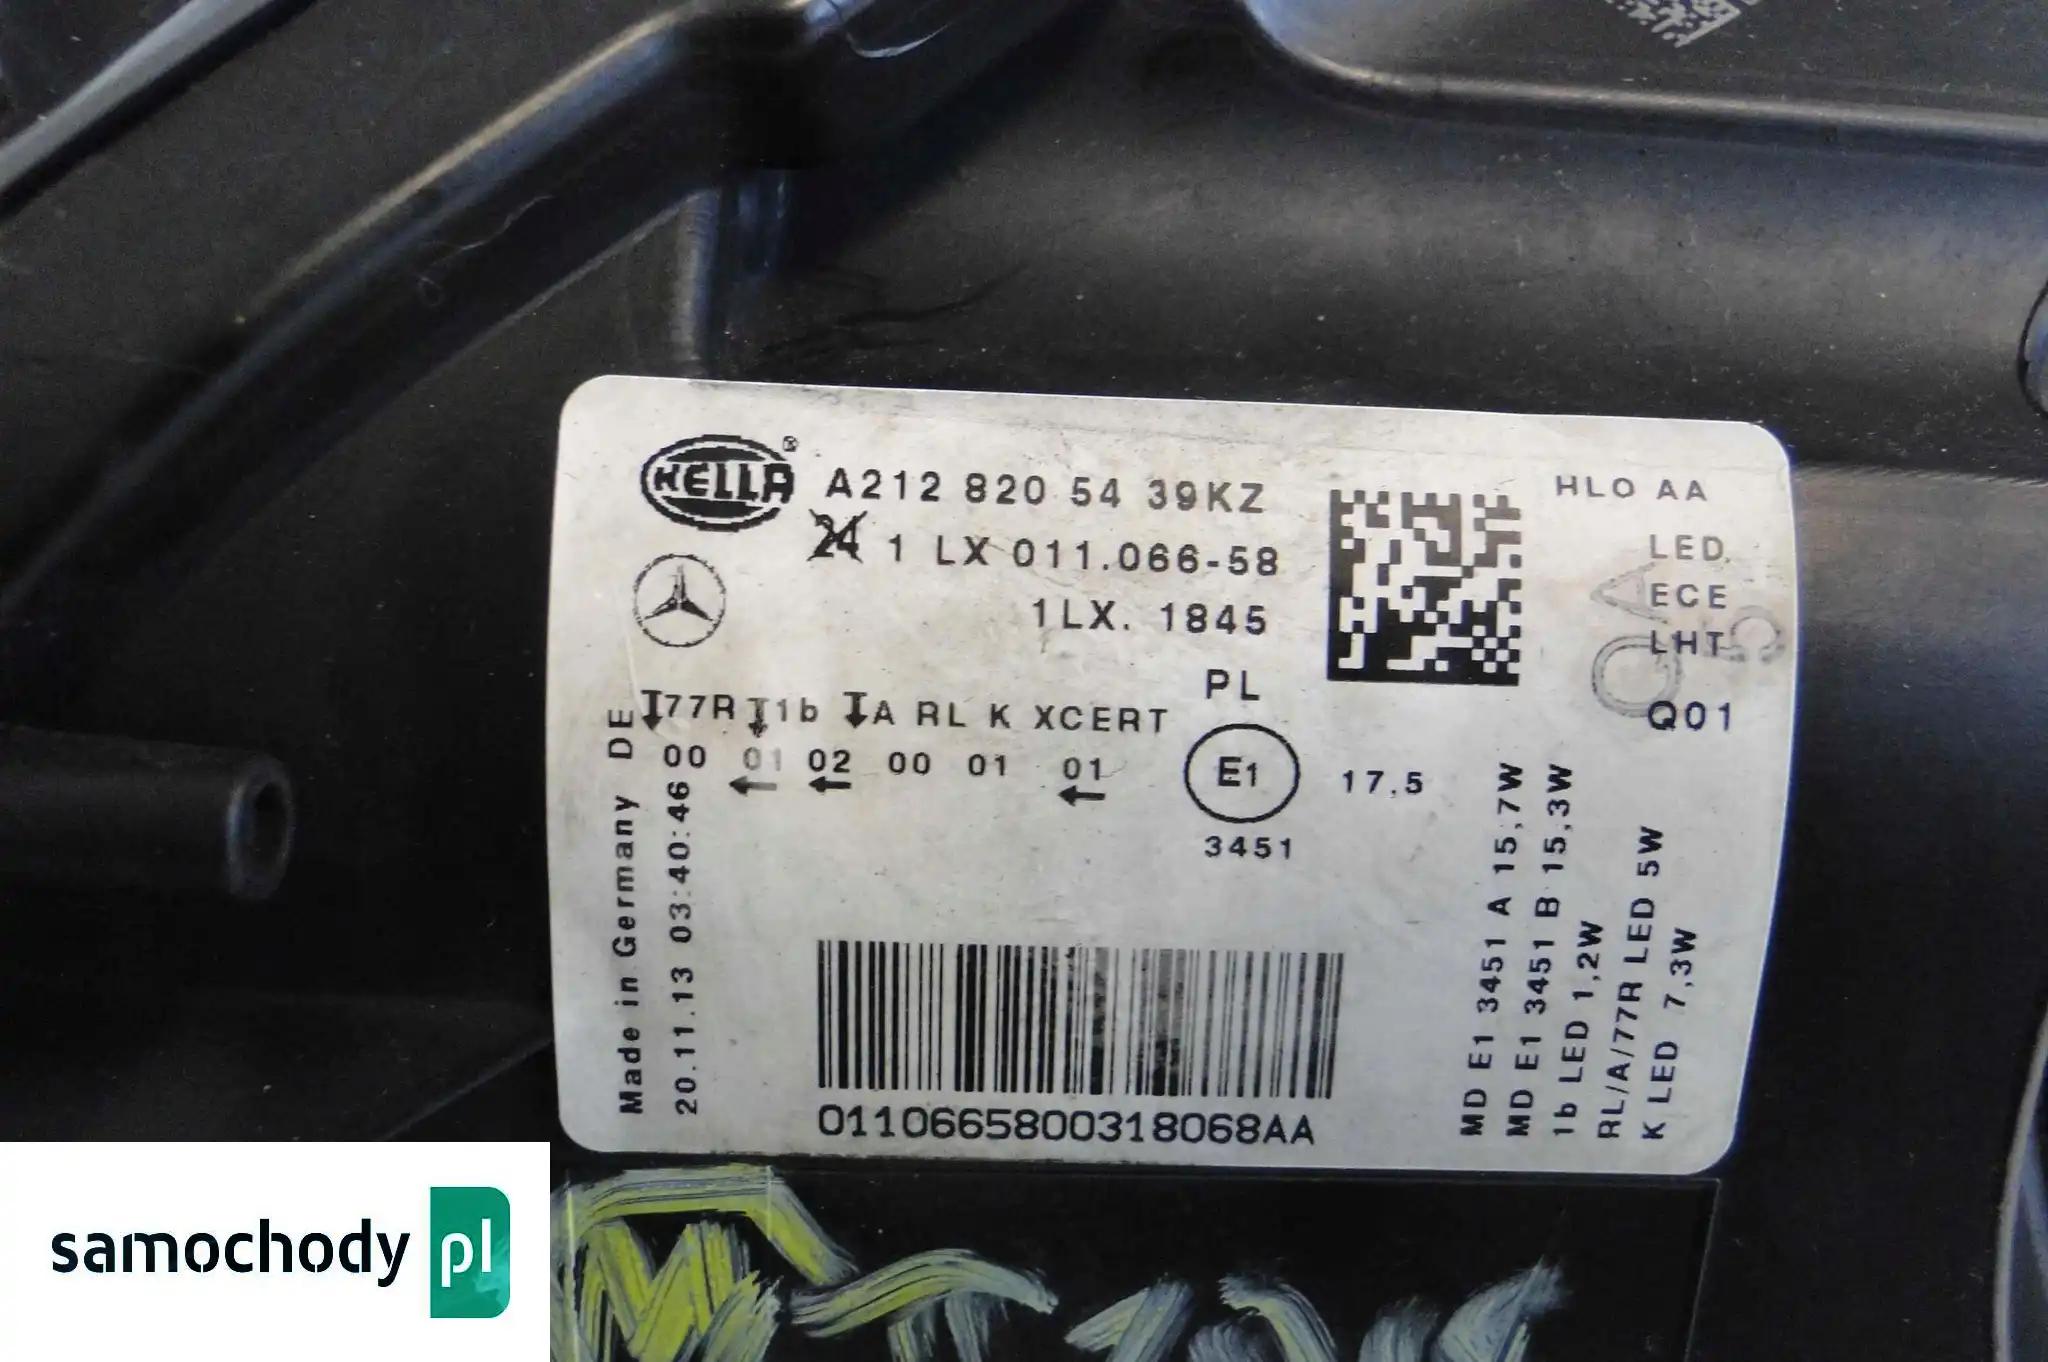 HELLA® A212 820 54 39KZ
24 1 LX 011.066-58
1LX. 1845
HLO AA
LED
ECE
LHT
Q01
PL
77R 1b A RL K XCERT
00 01 02 00 01 01
E1
17.5
3451
Made in Germany DE
20.11.13 03:40:46
0110665800318068AA
MD E1 3451 A 15,7W
MD E1 3451 B 15,3W
1b LED 1,2W
RL/A/77R LED 5W
K LED 7,3W
samochody pl